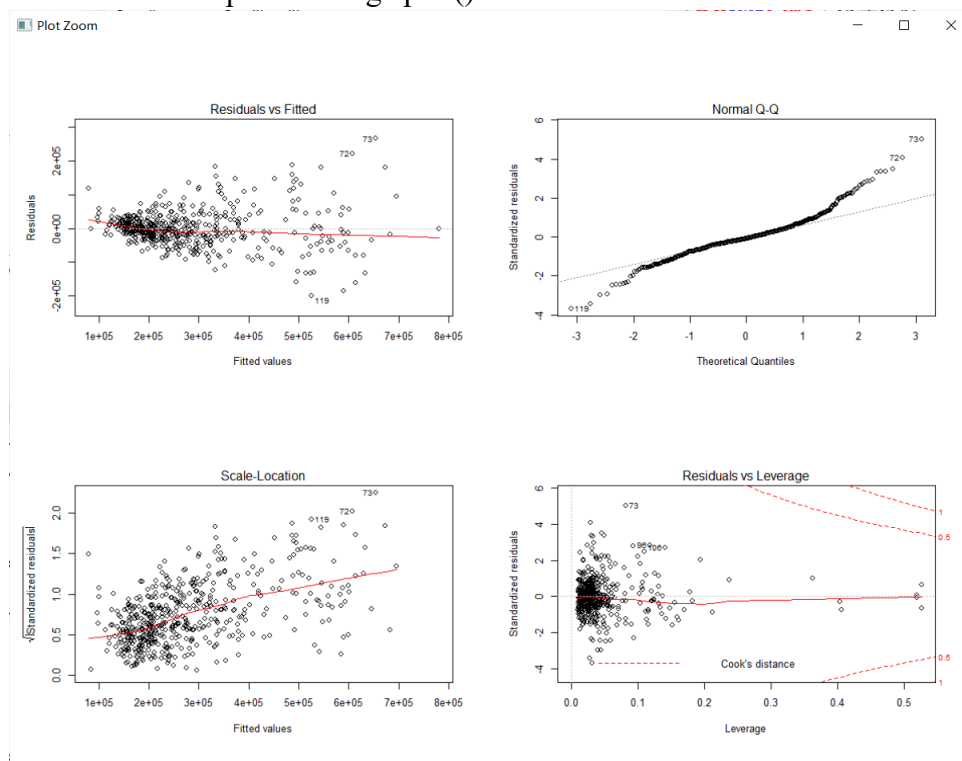 Plot Zoom
Residuals vs Fitted
Residuals
-2e+05 0e+00 2e+05
73
72
119
1e+05 2e+05 3e+05 4e+05 5e+05 6e+05 7e+05 8e+05
Fitted values
Normal Q-Q
Standardized residuals
-4 -2 0 2 4 6
73
72
119
-3 -2 -1 0 1 2 3
Theoretical Quantiles
Scale-Location
√|Standardized residuals|
0.0 0.5 1.0 1.5 2.0
73
72
119
1e+05 2e+05 3e+05 4e+05 5e+05 6e+05 7e+05 8e+05
Fitted values
Residuals vs Leverage
Standardized residuals
-4 -2 0 2 4 6
73
106
1
0.5
0.5
1
Cook's distance
0.0 0.1 0.2 0.3 0.4 0.5
Leverage